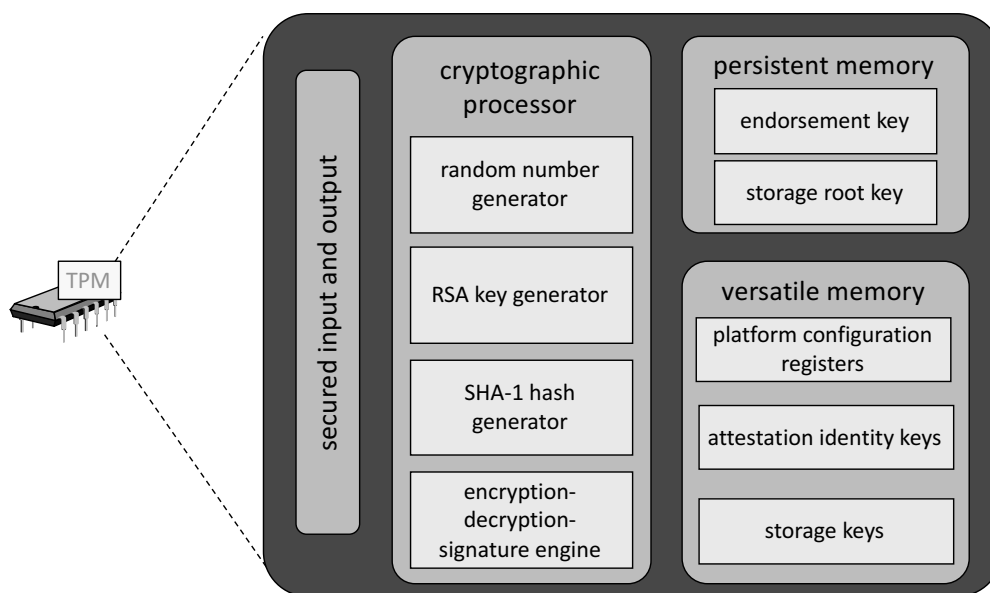 TPM
secured input and output
cryptographic
processor
random number
generator
RSA key generator
SHA-1 hash
generator
encryption-
decryption-
signature engine
persistent memory
endorsement key
storage root key
versatile memory
platform configuration
registers
attestation identity keys
storage keys